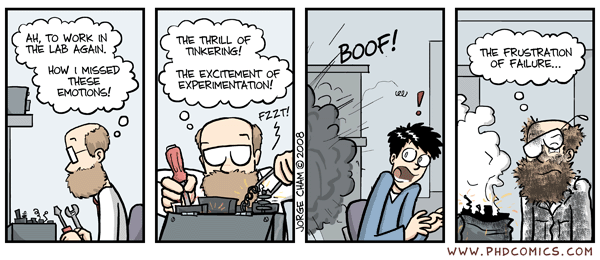 AH, TO WORK IN
THE LAB AGAIN.
HOW I MISSED
THESE
EMOTIONS!
THE THRILL OF
TINKERING!
THE EXCITEMENT OF
EXPERIMENTATION!
FZZT!
JORGE CHAM © 2008
BOOF!
!
THE FRUSTRATION
OF FAILURE...
WWW.PHDCOMICS.COM